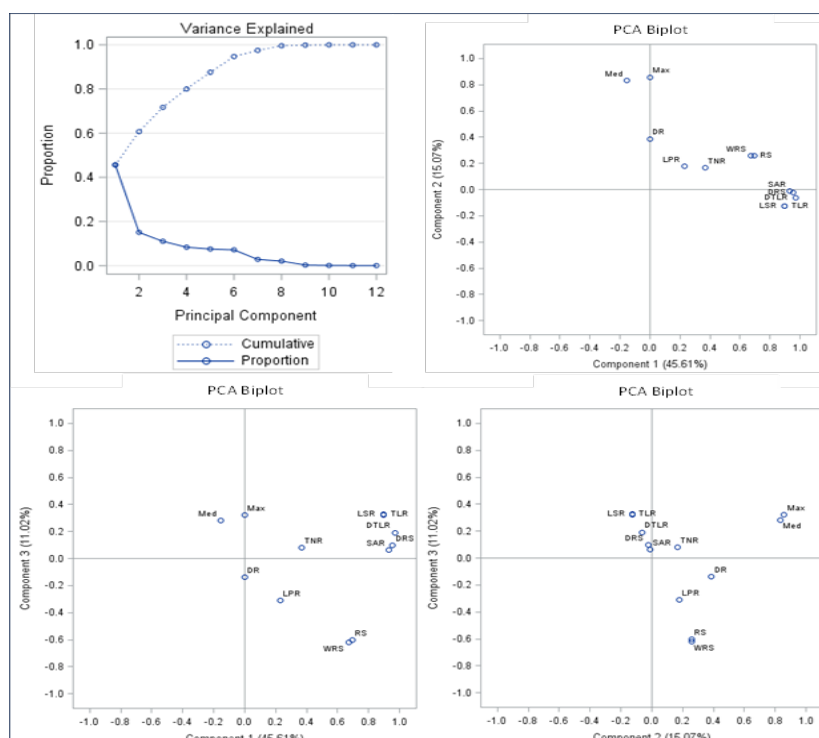 Variance Explained
1.0
0.8
0.6
0.4
0.2
0.0
Proportion
2 4 6 8 10 12
Principal Component
Cumulative
Proportion
PCA Biplot
1.0
0.8
0.6
0.4
0.2
0.0
-0.2
-0.4
-0.6
-0.8
-1.0
Component 2 (15.07%)
Med Max
DR
LPR TNR
WRS RS
SAR
DRS
DTLR
LSR TLR
-1.0 -0.8 -0.6 -0.4 -0.2 0.0 0.2 0.4 0.6 0.8 1.0
Component 1 (45.61%)
PCA Biplot
1.0
0.8
0.6
0.4
0.2
0.0
-0.2
-0.4
-0.6
-0.8
-1.0
Component 3 (11.02%)
Med Max
LSR TLR
DTLR
TNR
SAR DRS
DR
LPR
RS
WRS
-1.0 -0.8 -0.6 -0.4 -0.2 0.0 0.2 0.4 0.6 0.8 1.0
Component 1 (45.61%)
PCA Biplot
1.0
0.8
0.6
0.4
0.2
0.0
-0.2
-0.4
-0.6
-0.8
-1.0
Component 3 (11.02%)
LSR TLR
Max
Med
DTLR
DRS SAR TNR
DR
LPR
RS
WRS
-1.0 -0.8 -0.6 -0.4 -0.2 0.0 0.2 0.4 0.6 0.8 1.0
Component 2 (15.07%)